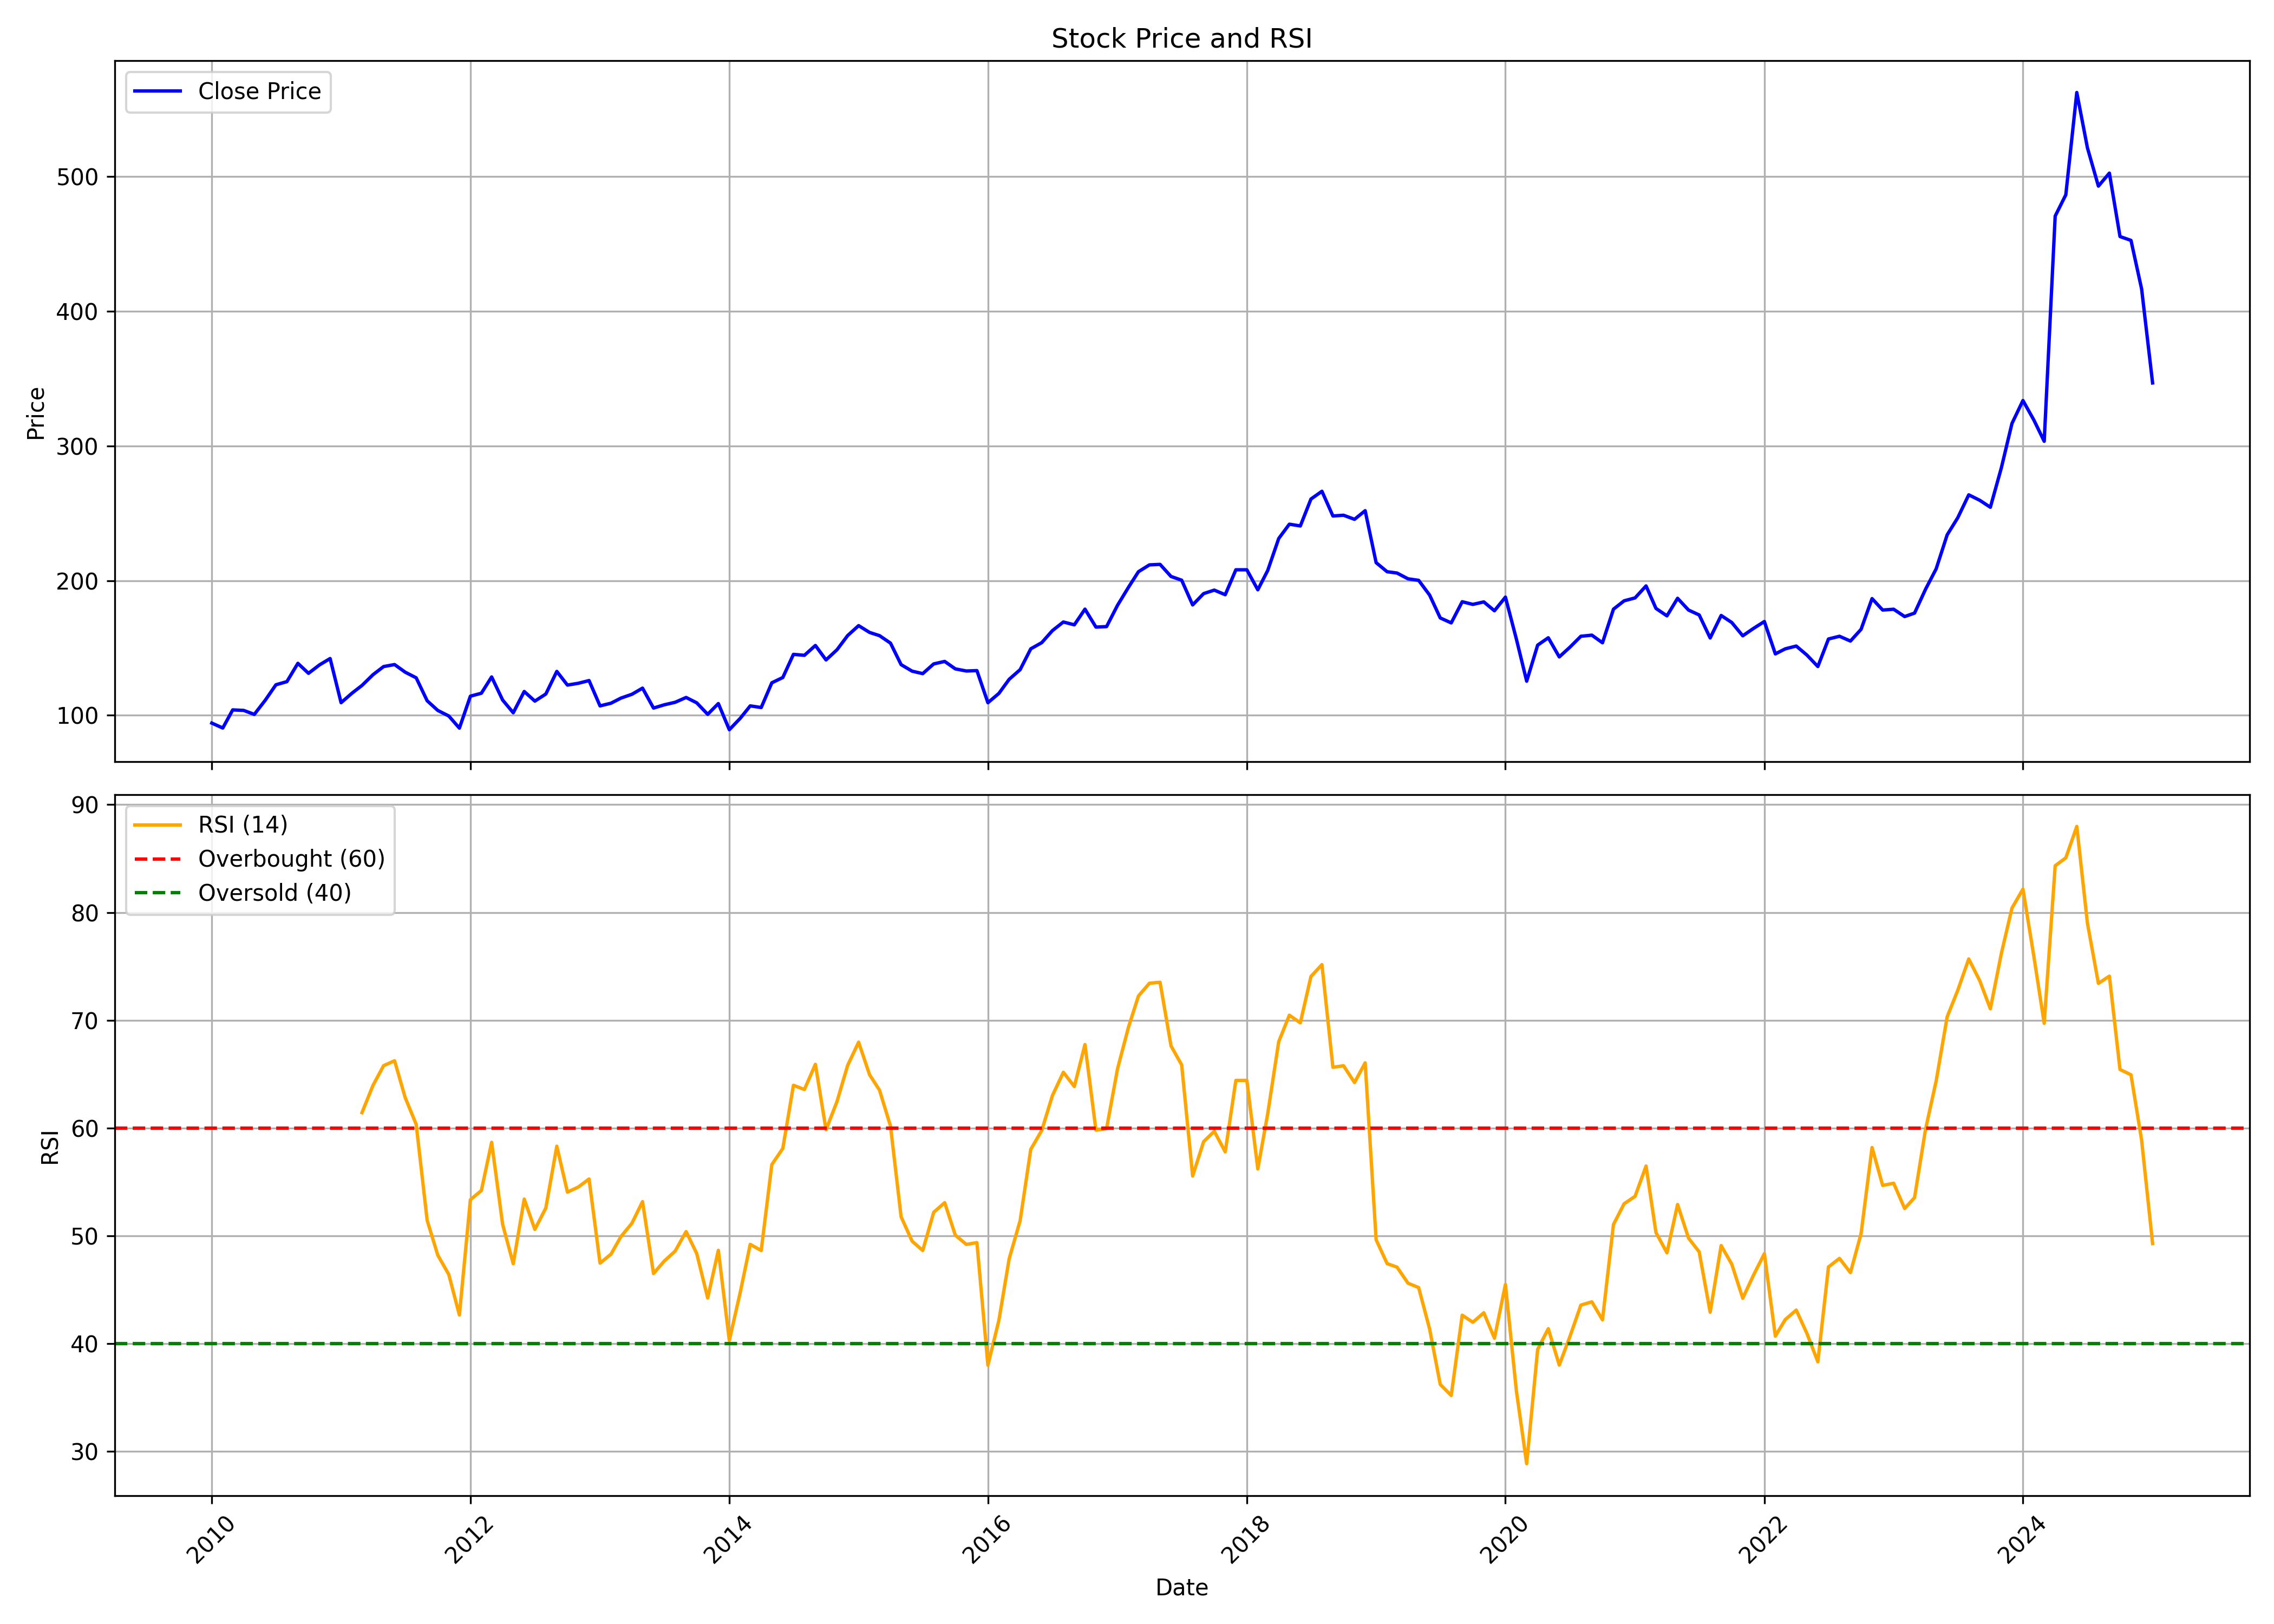 Stock Price and RSI
Close Price
500
400
300
200
100
Price
90
80
70
60
50
40
30
RSI (14)
Overbought (60)
Oversold (40)
RSI
2010
2012
2014
2016
2018
2020
2022
2024
Date